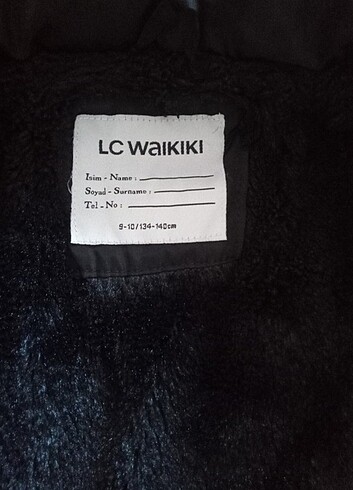 LC WAIKIKI
İsim - Name :
Soyad - Surname :
Tel - No :
9-10/134-140cm